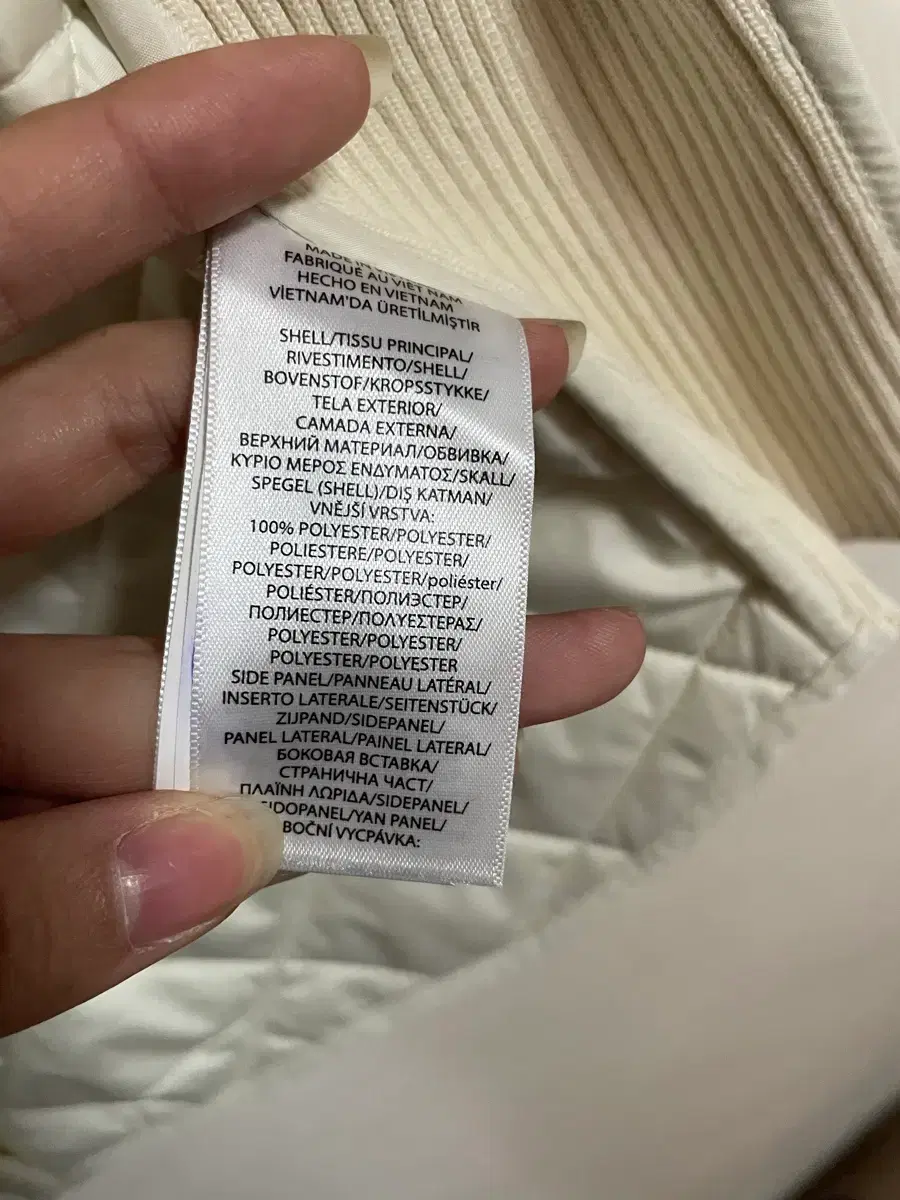 MADE IN
FABRIQUÉ AU VIET NAM
HECHO EN VIETNAM
VİETNAM'DA ÜRETİLMİŞTİR
SHELL/TISSU PRINCIPAL/
RIVESTIMENTO/SHELL/
BOVENSTOF/KROPSSTYKKE/
TELA EXTERIOR/
CAMADA EXTERNA/
ВЕРХНИЙ МАТЕРИАЛ/ОБВИВКА/
ΚΥΡΙΟ ΜΕΡΟΣ ΕΝΔΥΜΑΤΟΣ/SKALL/
SPEGEL (SHELL)/DIŞ KATMAN/
VNĚJŠÍ VRSTVA:
100% POLYESTER/POLYESTER/
POLIESTERE/POLYESTER/
POLYESTER/POLYESTER/poliéster/
POLIÉSTER/ПОЛИЭСТЕР/
ПОЛИЕСТЕР/ΠΟΛΥΕΣΤΕΡΑΣ/
POLYESTER/POLYESTER/
POLYESTER/POLYESTER
SIDE PANEL/PANNEAU LATÉRAL/
INSERTO LATERALE/SEITENSTÜCK/
ZIJPAND/SIDEPANEL/
PANEL LATERAL/PAINEL LATERAL/
БОКОВАЯ ВСТАВКА/
СТРАНИЧНА ЧАСТ/
ΠΛΑΪΝΗ ΛΩΡΙΔΑ/SIDEPANEL/
SIDOPANEL/YAN PANEL/
BOČNÍ VYCPÁVKA: